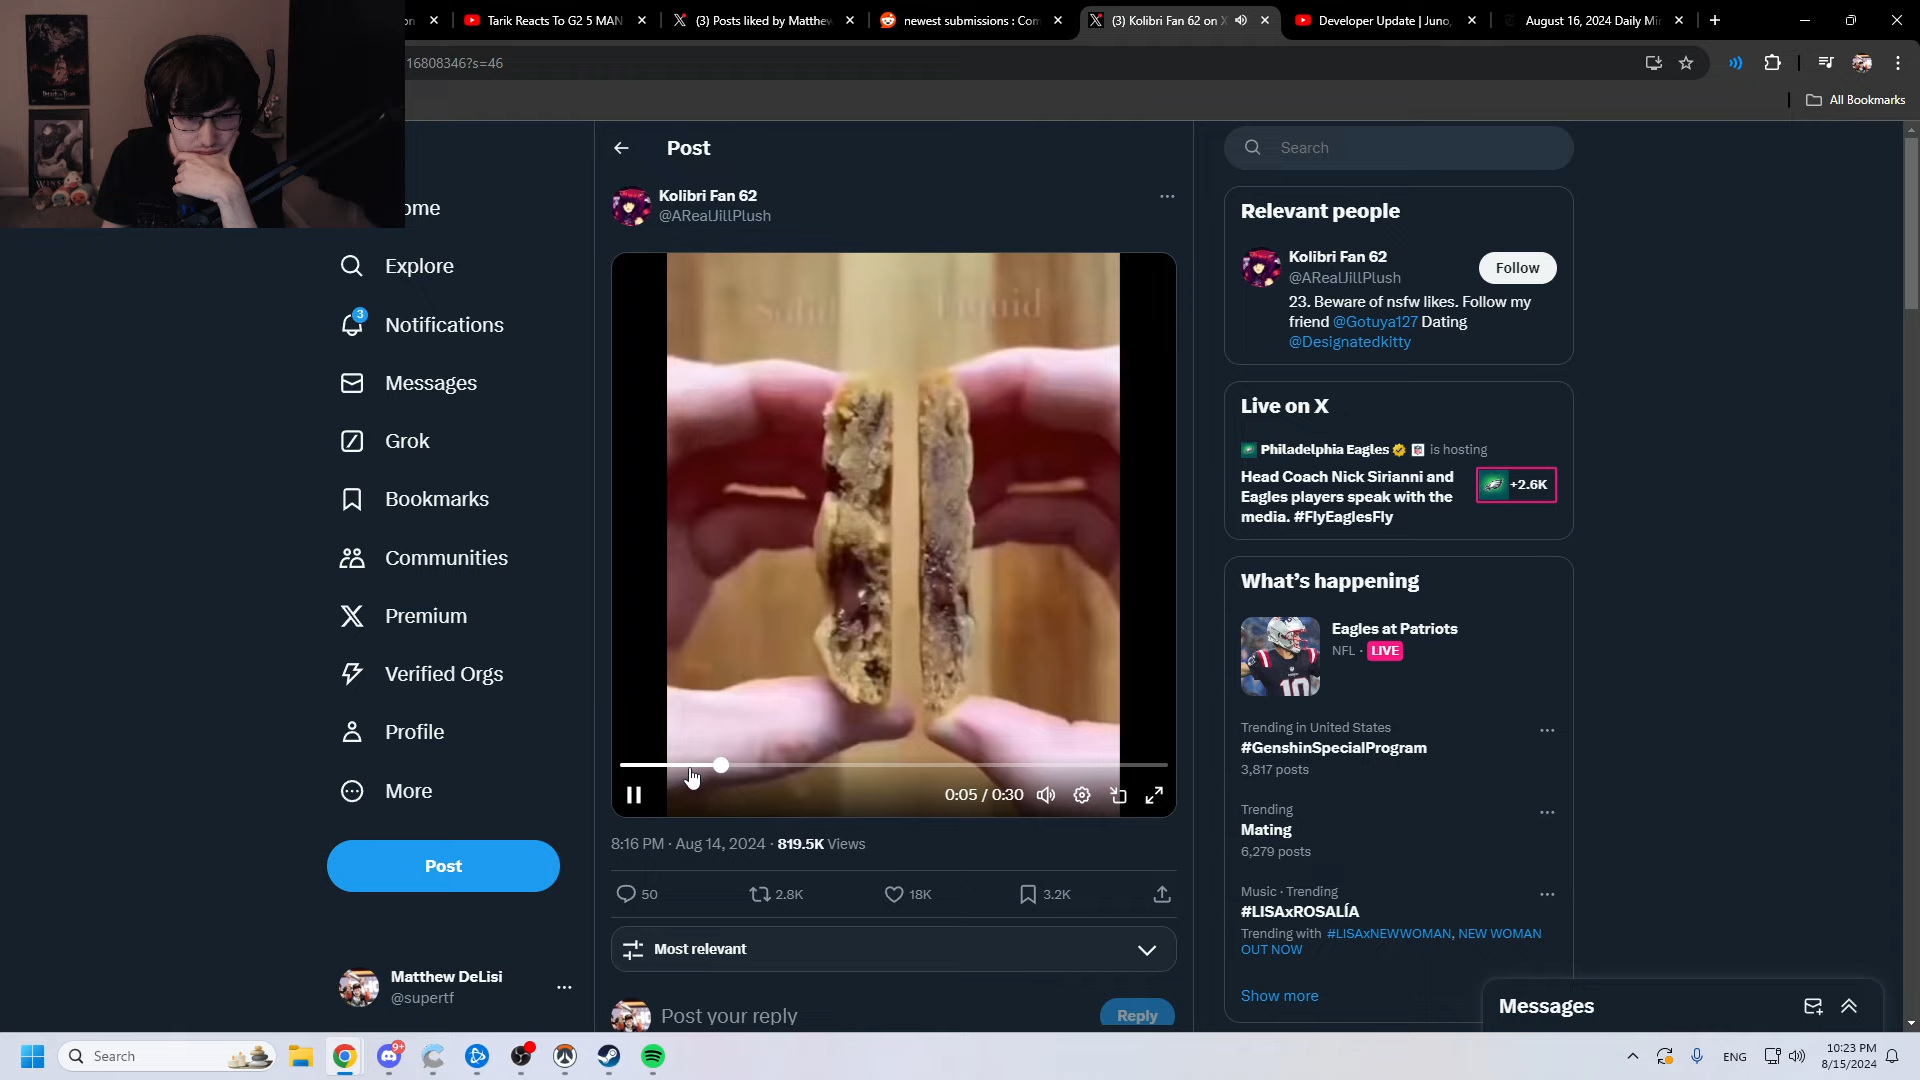 Tarik Reacts To G2 5 MAN
(3) Posts liked by Matthew
newest submissions : Com
(3) Kolibri Fan 62 on X
Developer Update | Juno,
August 16, 2024 Daily Mi
16808346?s=46
All Bookmarks
ome
Explore
3
Notifications
Messages
Grok
Bookmarks
Communities
Premium
Verified Orgs
Profile
More
Post
Matthew DeLisi
@supertf
Post
Kolibri Fan 62
@ARealJillPlush
Solid
Liquid
0:05 / 0:30
8:16 PM · Aug 14, 2024 · 819.5K Views
50
2.8K
18K
3.2K
Most relevant
Post your reply
Reply
Search
Relevant people
Kolibri Fan 62
@ARealJillPlush
Follow
23. Beware of nsfw likes. Follow my
friend @Gotuya127 Dating
@Designatedkitty
Live on X
Philadelphia Eagles is hosting
Head Coach Nick Sirianni and
Eagles players speak with the
media. #FlyEaglesFly
+2.6K
What's happening
Eagles at Patriots
NFL · LIVE
Trending in United States
#GenshinSpecialProgram
3,817 posts
Trending
Mating
6,279 posts
Music · Trending
#LISAxROSALÍA
Trending with #LISAxNEWWOMAN, NEW WOMAN
OUT NOW
Show more
Messages
Search
9+
ENG
10:23 PM
8/15/2024